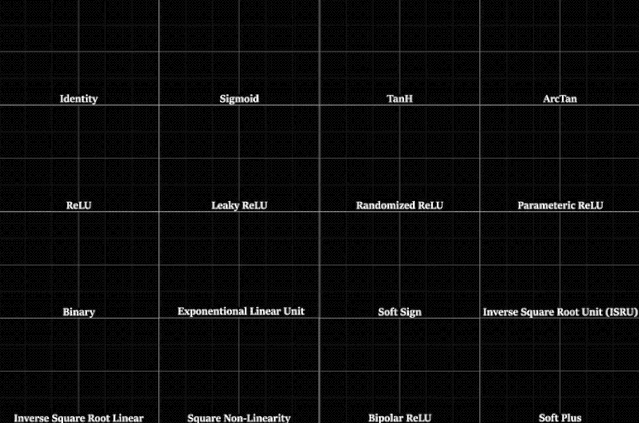 Identity
Sigmoid
TanH
ArcTan
ReLU
Leaky ReLU
Randomized ReLU
Parameteric ReLU
Binary
Exponentional Linear Unit
Soft Sign
Inverse Square Root Unit (ISRU)
Inverse Square Root Linear
Square Non-Linearity
Bipolar ReLU
Soft Plus